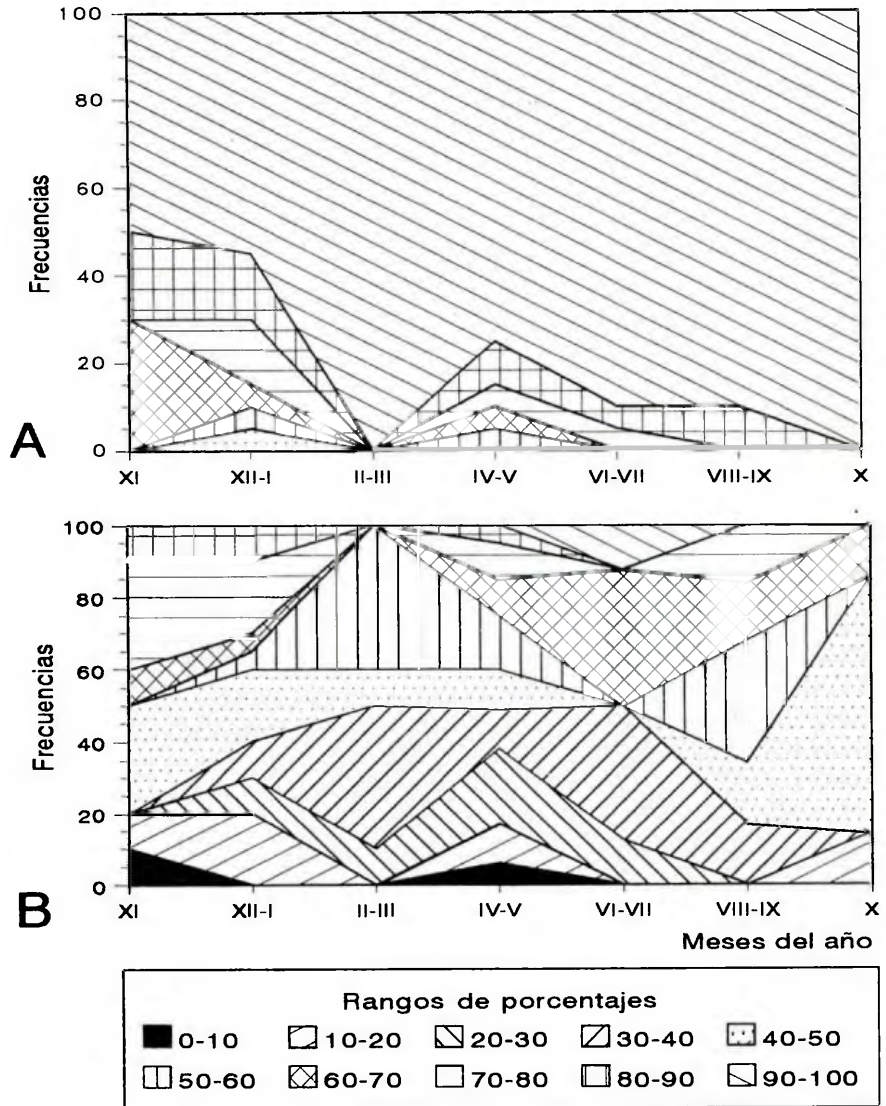 100
80
60
40
20
0
Frecuencias
A
XI XII-I II-III IV-V VI-VII VIII-IX X
100
80
60
40
20
0
Frecuencias
B
XI XII-I II-III IV-V VI-VII VIII-IX X
Meses del año
Rangos de porcentajes
0-10 10-20 20-30 30-40 40-50
50-60 60-70 70-80 80-90 90-100